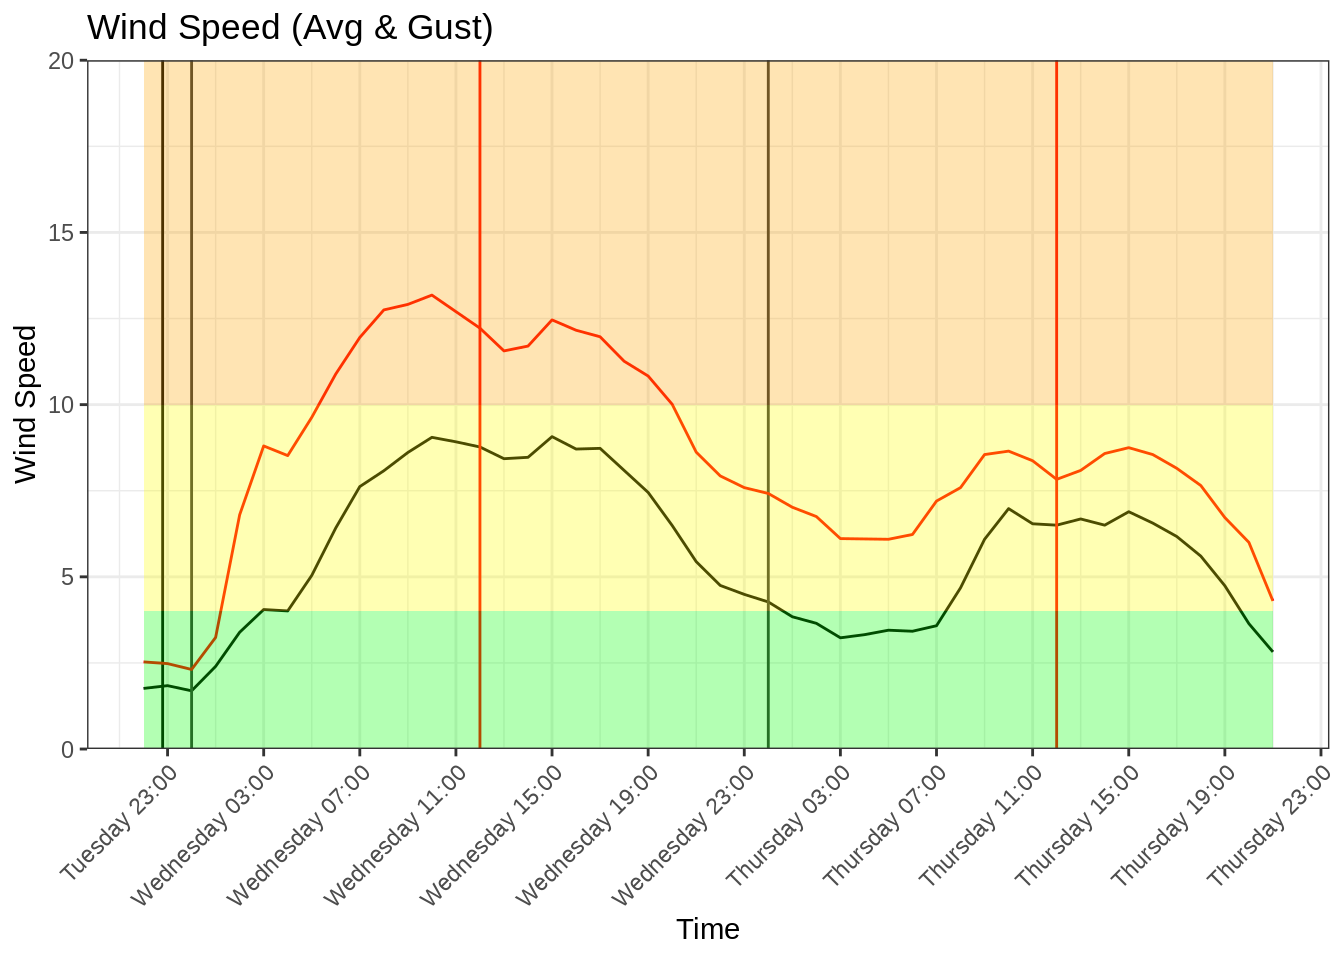 Wind Speed (Avg & Gust)
Wind Speed
20
15
10
5
0
Tuesday 23:00
Wednesday 03:00
Wednesday 07:00
Wednesday 11:00
Wednesday 15:00
Wednesday 19:00
Wednesday 23:00
Thursday 03:00
Thursday 07:00
Thursday 11:00
Thursday 15:00
Thursday 19:00
Thursday 23:00
Time